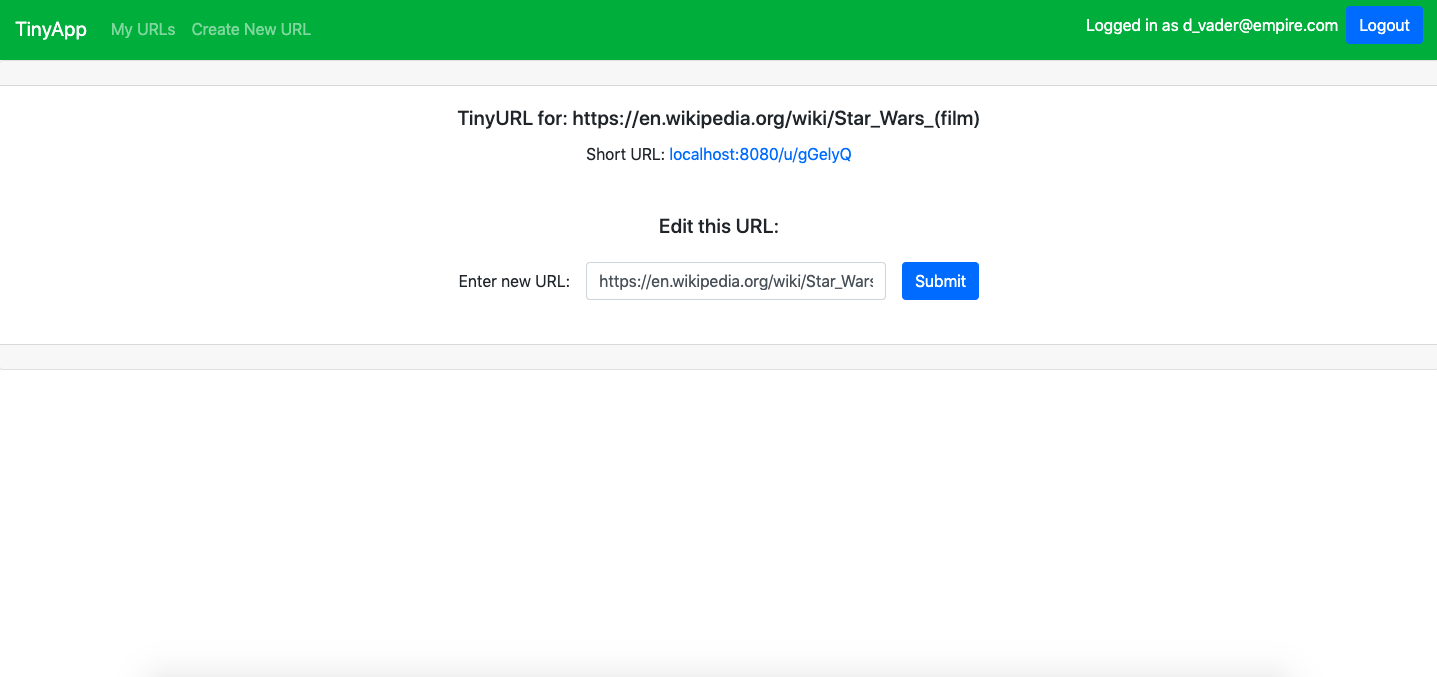 TinyApp My URLs Create New URL Logged in as d_vader@empire.com Logout
TinyURL for: https://en.wikipedia.org/wiki/Star_Wars_(film)
Short URL: localhost:8080/u/gGelyQ
Edit this URL:
Enter new URL: https://en.wikipedia.org/wiki/Star_Wars Submit